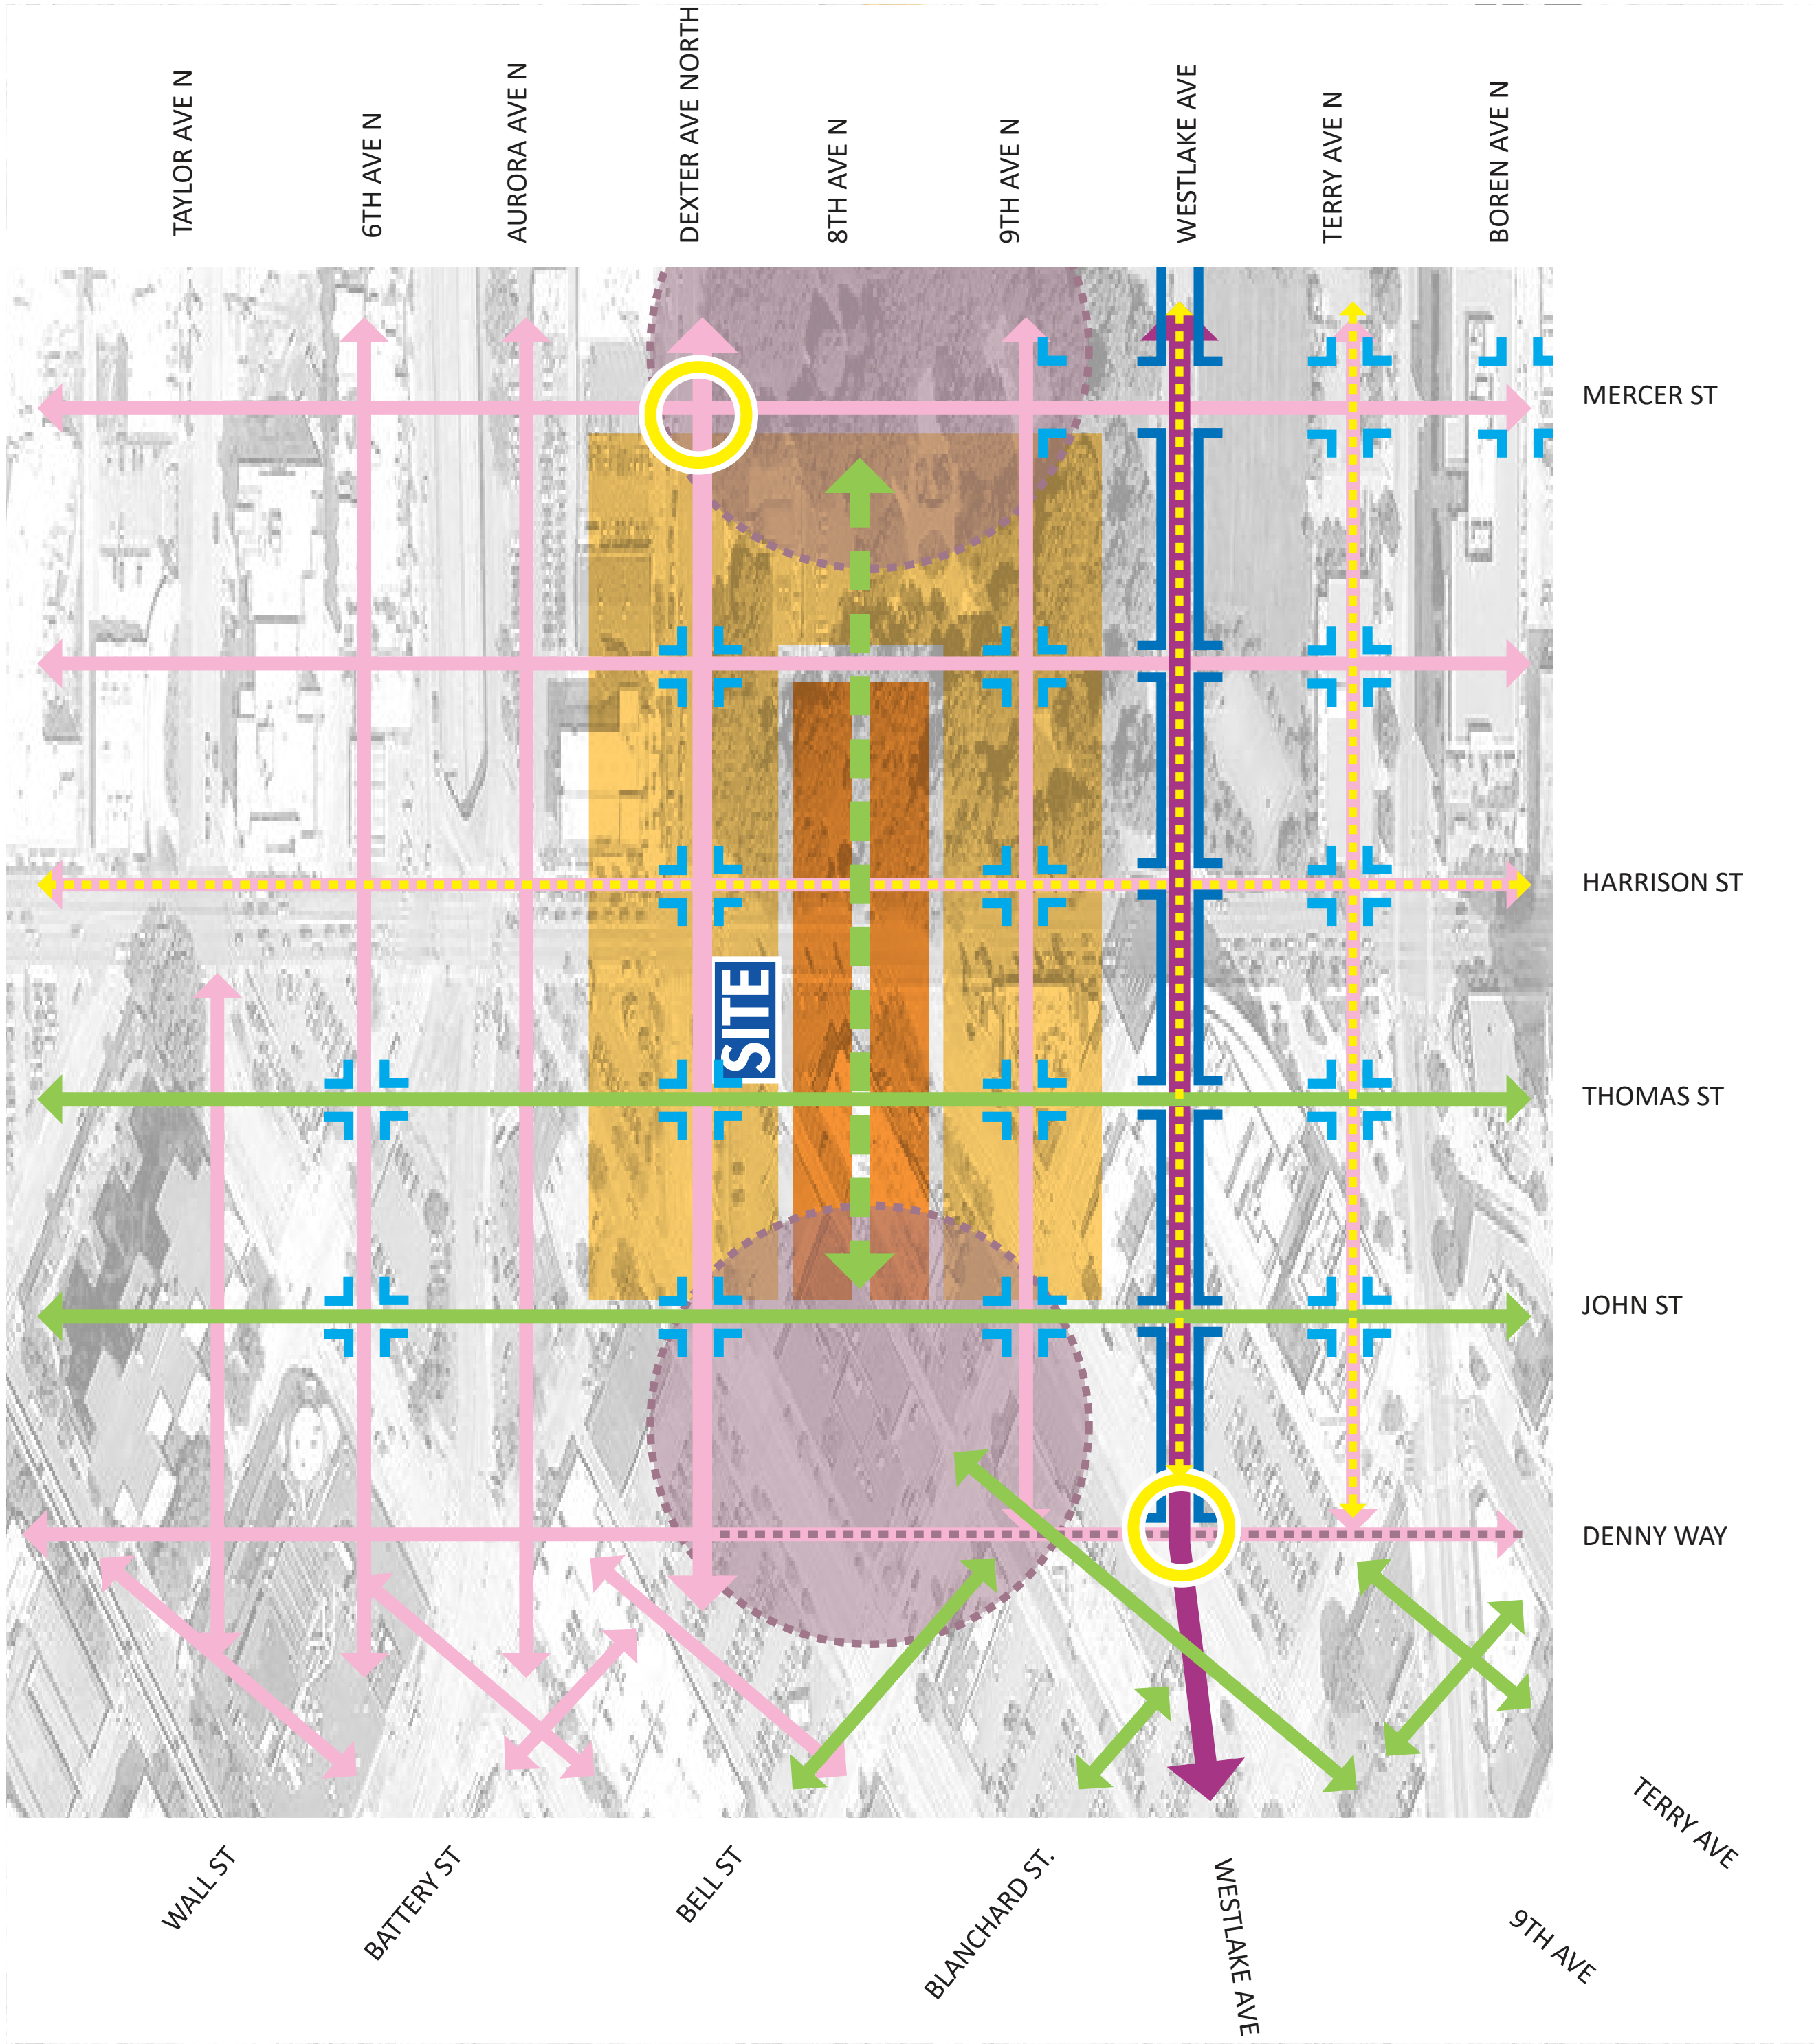 TAYLOR AVE N
6TH AVE N
AURORA AVE N
DEXTER AVE NORTH
8TH AVE N
9TH AVE N
WESTLAKE AVE
TERRY AVE N
BOREN AVE N
MERCER ST
HARRISON ST
SITE
THOMAS ST
JOHN ST
DENNY WAY
WALL ST
BATTERY ST
BELL ST
BLANCHARD ST.
WESTLAKE AVE
9TH AVE
TERRY AVE